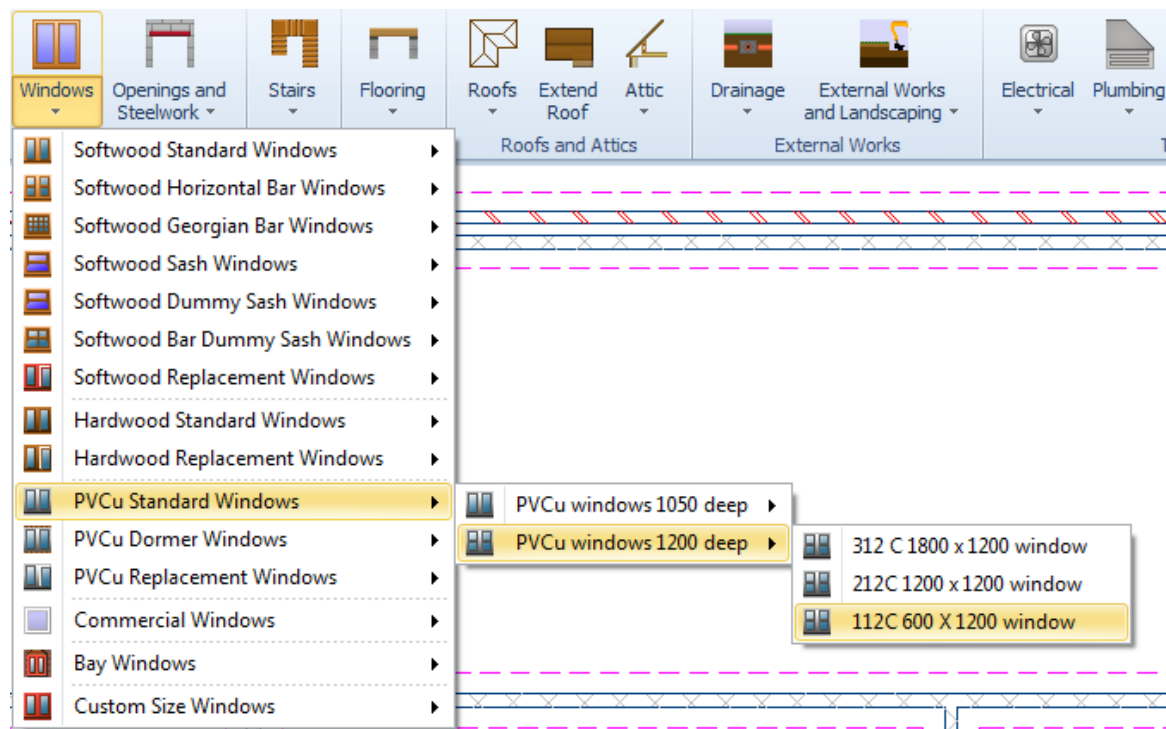 Windows
Openings and
Steelwork
Stairs
Flooring
Roofs
Extend
Roof
Attic
Drainage
External Works
and Landscaping
Electrical
Plumbing
Roofs and Attics
External Works
T
Softwood Standard Windows
Softwood Horizontal Bar Windows
Softwood Georgian Bar Windows
Softwood Sash Windows
Softwood Dummy Sash Windows
Softwood Bar Dummy Sash Windows
Softwood Replacement Windows
Hardwood Standard Windows
Hardwood Replacement Windows
PVCu Standard Windows
PVCu Dormer Windows
PVCu Replacement Windows
Commercial Windows
Bay Windows
Custom Size Windows
PVCu windows 1050 deep
PVCu windows 1200 deep
312 C 1800 x 1200 window
212C 1200 x 1200 window
112C 600 X 1200 window